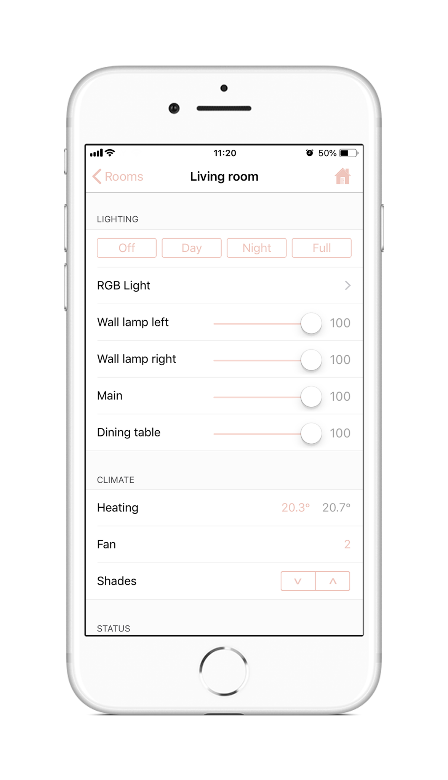 11:20 50%
Rooms Living room
LIGHTING
Off Day Night Full
RGB Light
Wall lamp left 100
Wall lamp right 100
Main 100
Dining table 100
CLIMATE
Heating 20.3° 20.7°
Fan 2
Shades
STATUS